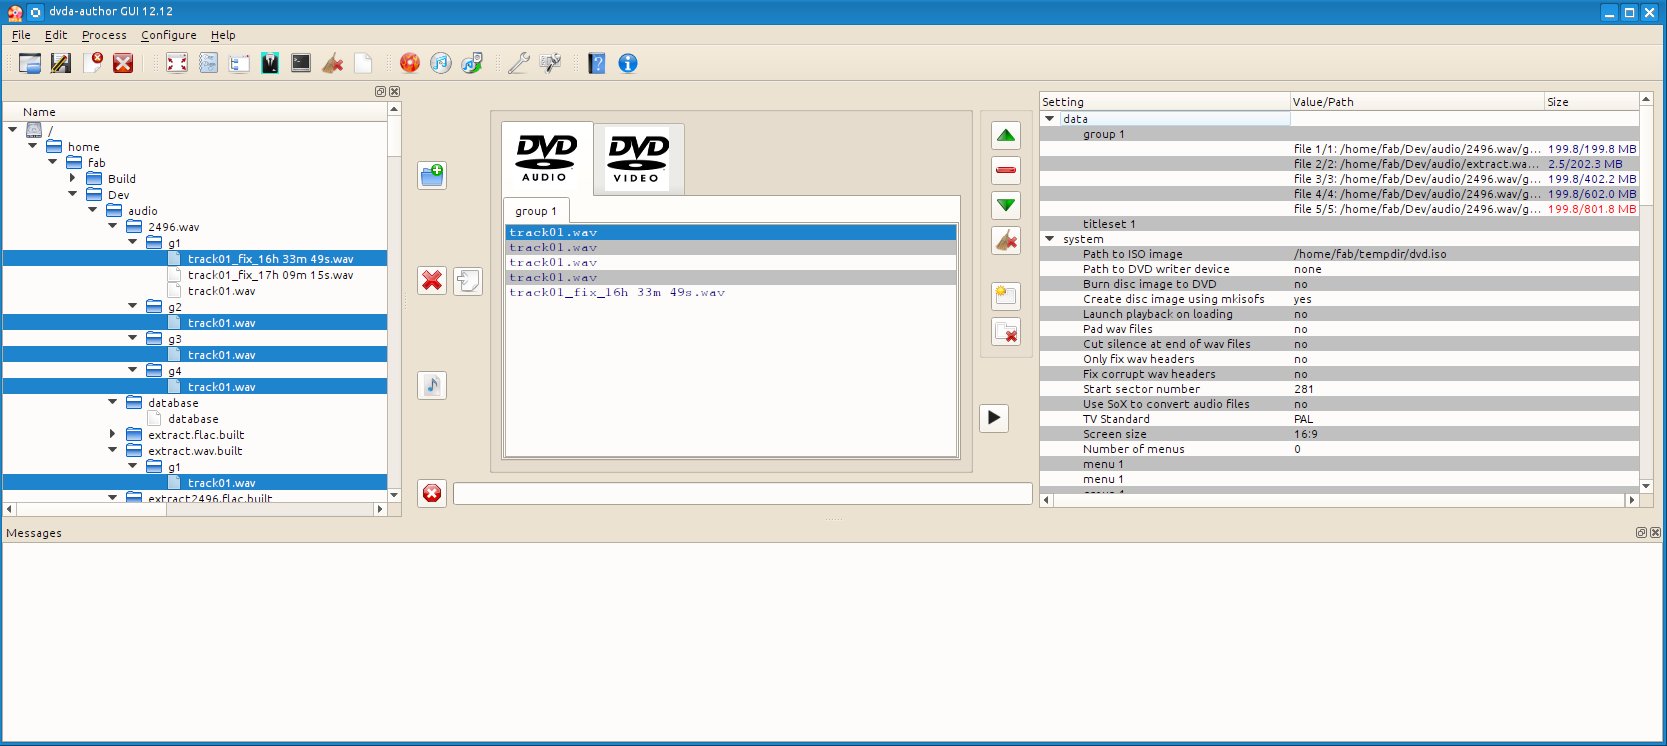 dvda-author GUI 12.12
File Edit Process Configure Help
Name
/
home
fab
Build
Dev
audio
2496.wav
g1
track01_fix_16h 33m 49s.wav
track01_fix_17h 09m 15s.wav
track01.wav
g2
track01.wav
g3
track01.wav
g4
track01.wav
database
database
extract.flac.built
extract.wav.built
g1
track01.wav
extract2496.flac.built
DVD AUDIO
DVD VIDEO
group 1
track01.wav
track01.wav
track01.wav
track01.wav
track01_fix_16h 33m 49s.wav
Setting Value/Path Size
data
group 1
file 1/1: /home/fab/Dev/audio/2496.wav/g... 199.8/199.8 MB
file 2/2: /home/fab/Dev/audio/extract.wa... 2.5/202.3 MB
file 3/3: /home/fab/Dev/audio/2496.wav/g... 199.8/402.2 MB
file 4/4: /home/fab/Dev/audio/2496.wav/g... 199.8/602.0 MB
file 5/5: /home/fab/Dev/audio/2496.wav/g... 199.8/801.8 MB
titleset 1
system
Path to ISO image /home/fab/tempdir/dvd.iso
Path to DVD writer device none
Burn disc image to DVD no
Create disc image using mkisofs yes
Launch playback on loading no
Pad wav files no
Cut silence at end of wav files no
Only fix wav headers no
Fix corrupt wav headers no
Start sector number 281
Use SoX to convert audio files no
TV Standard PAL
Screen size 16:9
Number of menus 0
menu 1
menu 1
Messages